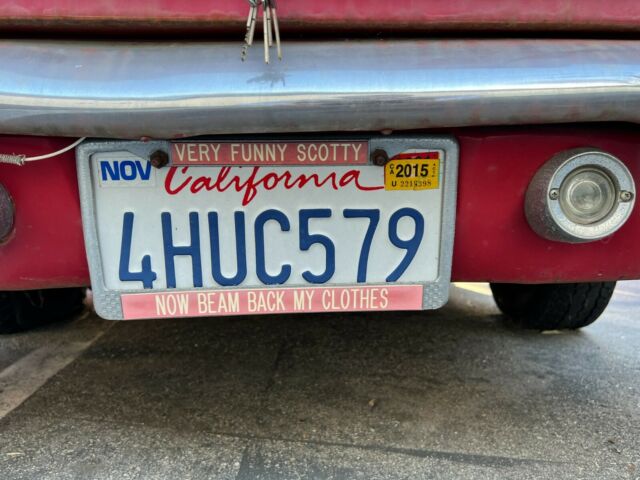 VERY FUNNY SCOTTY
NOV California 2015
4HUC579
NOW BEAM BACK MY CLOTHES